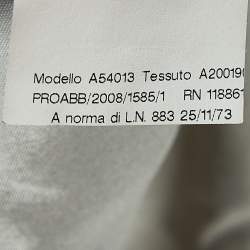 Modello A54013 Tessuto A200190
PROABB/2008/1585/1 RN 118861
A norma di L.N. 883 25/11/73